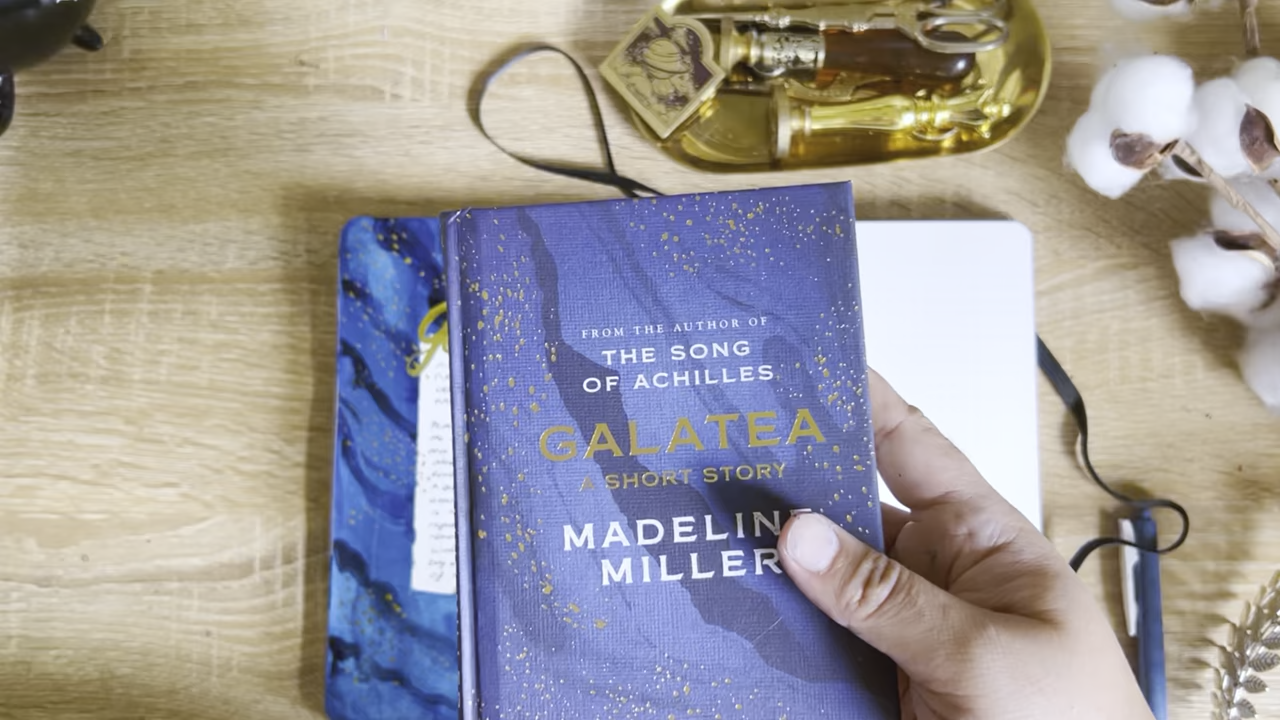 FROM THE AUTHOR OF
THE SONG
OF ACHILLES
GALATEA
A SHORT STORY
MADELINE
MILLER